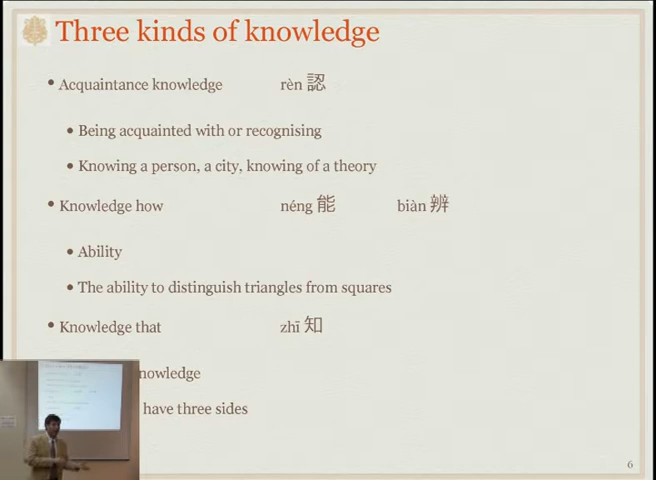 Three kinds of knowledge
• Acquaintance knowledge rèn 認
• Being acquainted with or recognising
• Knowing a person, a city, knowing of a theory
• Knowledge how néng 能 biàn 辨
• Ability
• The ability to distinguish triangles from squares
• Knowledge that zhī 知
have three sides
6